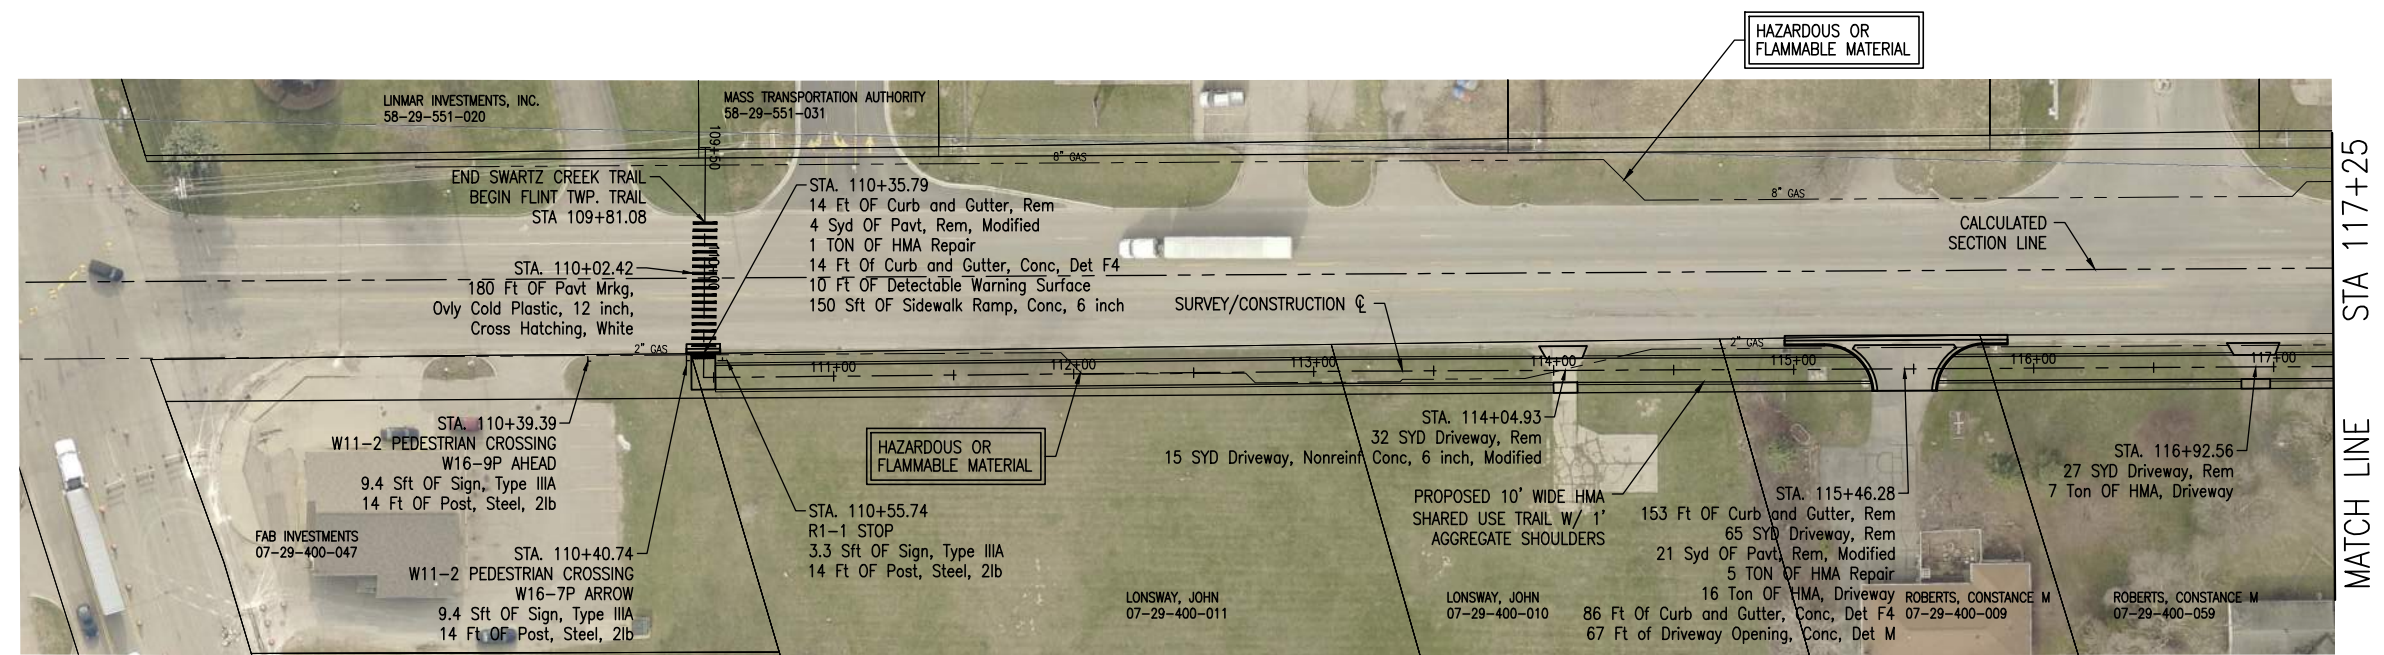 HAZARDOUS OR
FLAMMABLE MATERIAL
LINMAR INVESTMENTS, INC.
58-29-551-020
MASS TRANSPORTATION AUTHORITY
58-29-551-031
109+50
8" GAS
8" GAS
END SWARTZ CREEK TRAIL
BEGIN FLINT TWP. TRAIL
STA 109+81.08
STA. 110+35.79
14 Ft OF Curb and Gutter, Rem
4 Syd OF Pavt, Rem, Modified
1 TON OF HMA Repair
14 Ft Of Curb and Gutter, Conc, Det F4
10 Ft OF Detectable Warning Surface
150 Sft OF Sidewalk Ramp, Conc, 6 inch
CALCULATED
SECTION LINE
STA. 110+02.42
180 Ft OF Pavt Mrkg,
Ovly Cold Plastic, 12 inch,
Cross Hatching, White
110+00
SURVEY/CONSTRUCTION ℄
2" GAS
2" GAS
111+00
112+00
113+00
114+00
115+00
116+00
117+00
STA. 110+39.39
W11-2 PEDESTRIAN CROSSING
W16-9P AHEAD
9.4 Sft OF Sign, Type IIIA
14 Ft OF Post, Steel, 2lb
HAZARDOUS OR
FLAMMABLE MATERIAL
STA. 114+04.93
32 SYD Driveway, Rem
15 SYD Driveway, Nonreinf Conc, 6 inch, Modified
STA. 116+92.56
27 SYD Driveway, Rem
7 Ton OF HMA, Driveway
PROPOSED 10' WIDE HMA
SHARED USE TRAIL W/ 1'
AGGREGATE SHOULDERS
STA. 115+46.28
153 Ft OF Curb and Gutter, Rem
65 SYD Driveway, Rem
21 Syd OF Pavt, Rem, Modified
5 TON OF HMA Repair
16 Ton OF HMA, Driveway
86 Ft Of Curb and Gutter, Conc, Det F4
67 Ft of Driveway Opening, Conc, Det M
STA. 110+55.74
R1-1 STOP
3.3 Sft OF Sign, Type IIIA
14 Ft OF Post, Steel, 2lb
FAB INVESTMENTS
07-29-400-047
STA. 110+40.74
W11-2 PEDESTRIAN CROSSING
W16-7P ARROW
9.4 Sft OF Sign, Type IIIA
14 Ft OF Post, Steel, 2lb
LONSWAY, JOHN
07-29-400-011
LONSWAY, JOHN
07-29-400-010
ROBERTS, CONSTANCE M
07-29-400-009
ROBERTS, CONSTANCE M
07-29-400-059
MATCH LINE STA 117+25